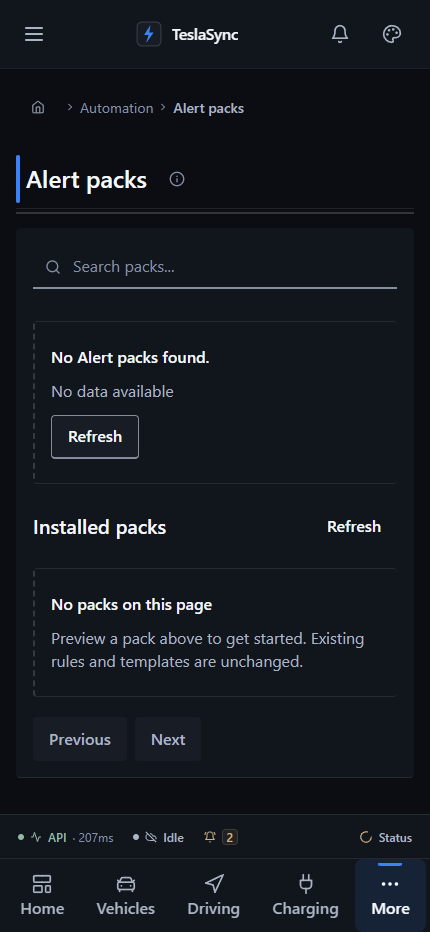 TeslaSync
Automation
Alert packs
Alert packs
Search packs...
No Alert packs found.
No data available
Refresh
Installed packs
Refresh
No packs on this page
Preview a pack above to get started. Existing
rules and templates are unchanged.
Previous
Next
API · 207ms
Idle
2
Status
Home
Vehicles
Driving
Charging
More